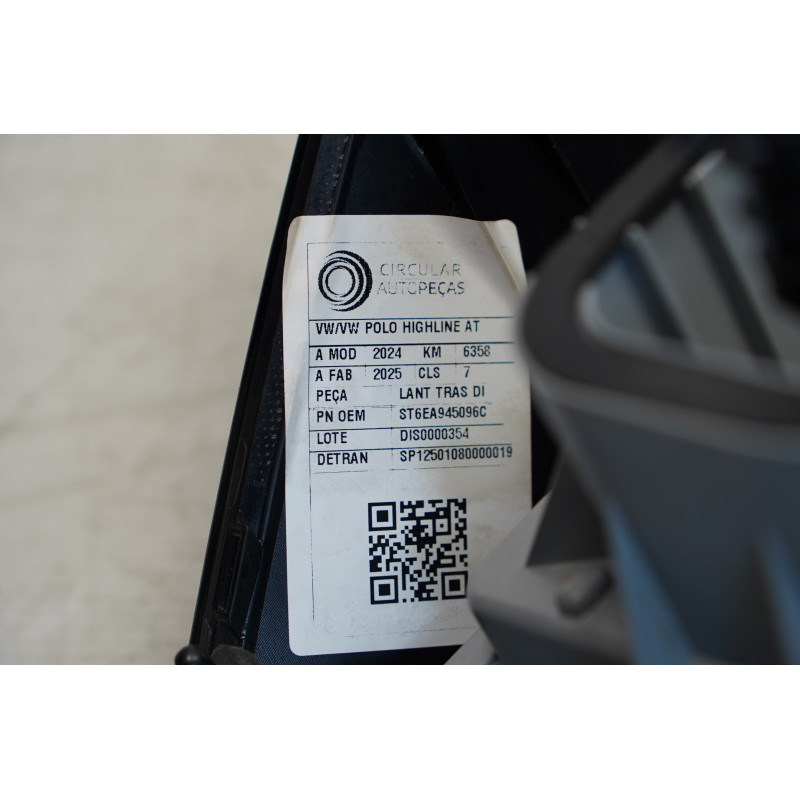 CIRCULAR
AUTOPEÇAS
VW/VW POLO HIGHLINE AT
A MOD 2024 KM 6358
A FAB 2025 CLS 7
PEÇA LANT TRAS DI
PN OEM ST6EA945096C
LOTE DIS0000354
DETRAN SP12501080000019